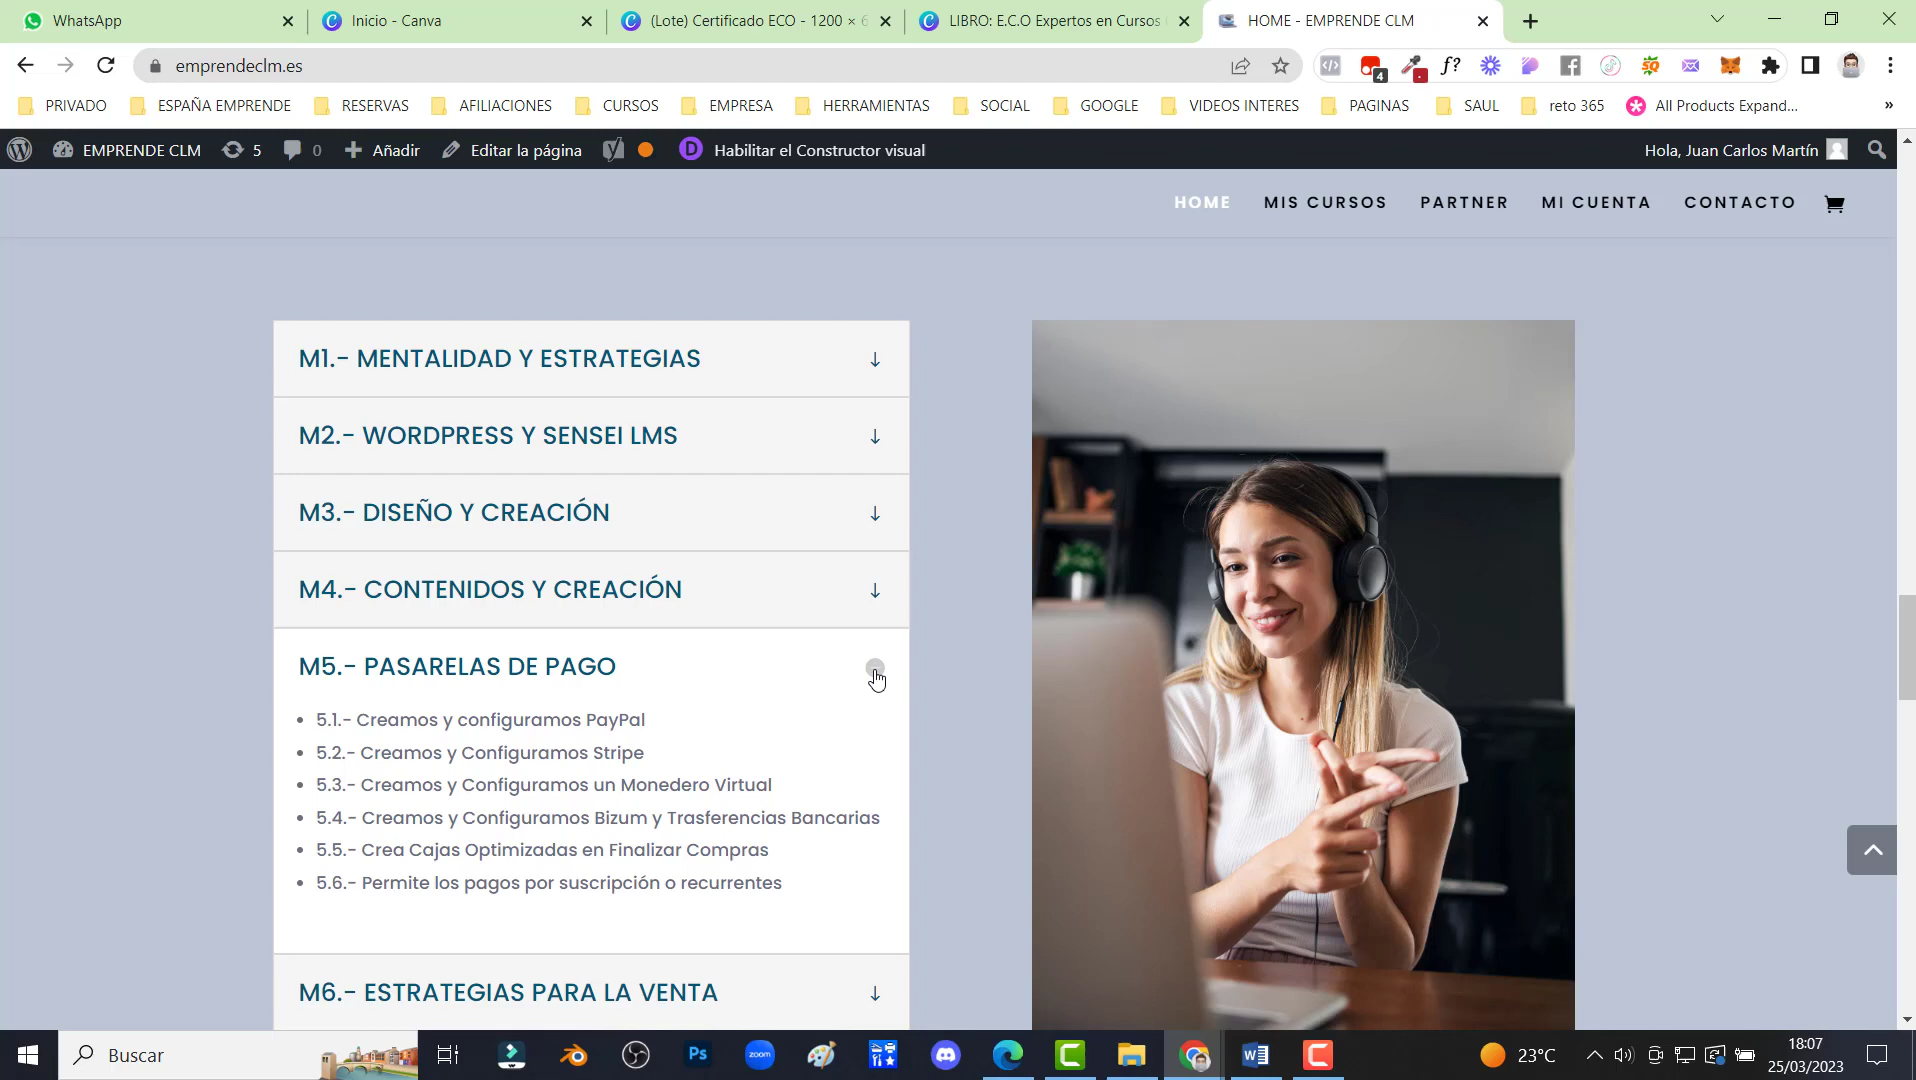 WhatsApp
Inicio - Canva
(Lote) Certificado ECO - 1200 × 6
LIBRO: E.C.O Expertos en Cursos
HOME - EMPRENDE CLM
emprendeclm.es
4
f?
PRIVADO
ESPAÑA EMPRENDE
RESERVAS
AFILIACIONES
CURSOS
EMPRESA
HERRAMIENTAS
SOCIAL
GOOGLE
VIDEOS INTERES
PAGINAS
SAUL
reto 365
All Products Expand...
»
EMPRENDE CLM
5
0
Añadir
Editar la página
D
Habilitar el Constructor visual
Hola, Juan Carlos Martín
HOME
MIS CURSOS
PARTNER
MI CUENTA
CONTACTO
M1.- MENTALIDAD Y ESTRATEGIAS
M2.- WORDPRESS Y SENSEI LMS
M3.- DISEÑO Y CREACIÓN
M4.- CONTENIDOS Y CREACIÓN
M5.- PASARELAS DE PAGO
• 5.1.- Creamos y configuramos PayPal
• 5.2.- Creamos y Configuramos Stripe
• 5.3.- Creamos y Configuramos un Monedero Virtual
• 5.4.- Creamos y Configuramos Bizum y Trasferencias Bancarias
• 5.5.- Crea Cajas Optimizadas en Finalizar Compras
• 5.6.- Permite los pagos por suscripción o recurrentes
M6.- ESTRATEGIAS PARA LA VENTA
Buscar
Ps
zoom
23°C
18:07
25/03/2023